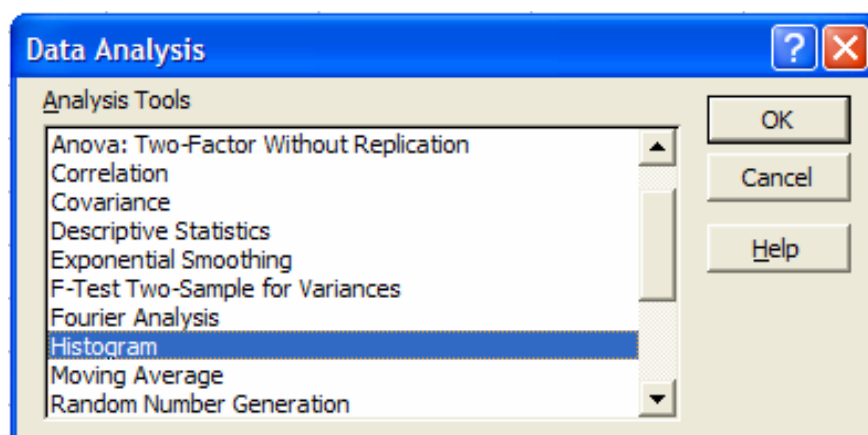 Data Analysis
Analysis Tools
Anova: Two-Factor Without Replication
Correlation
Covariance
Descriptive Statistics
Exponential Smoothing
F-Test Two-Sample for Variances
Fourier Analysis
Histogram
Moving Average
Random Number Generation
OK
Cancel
Help